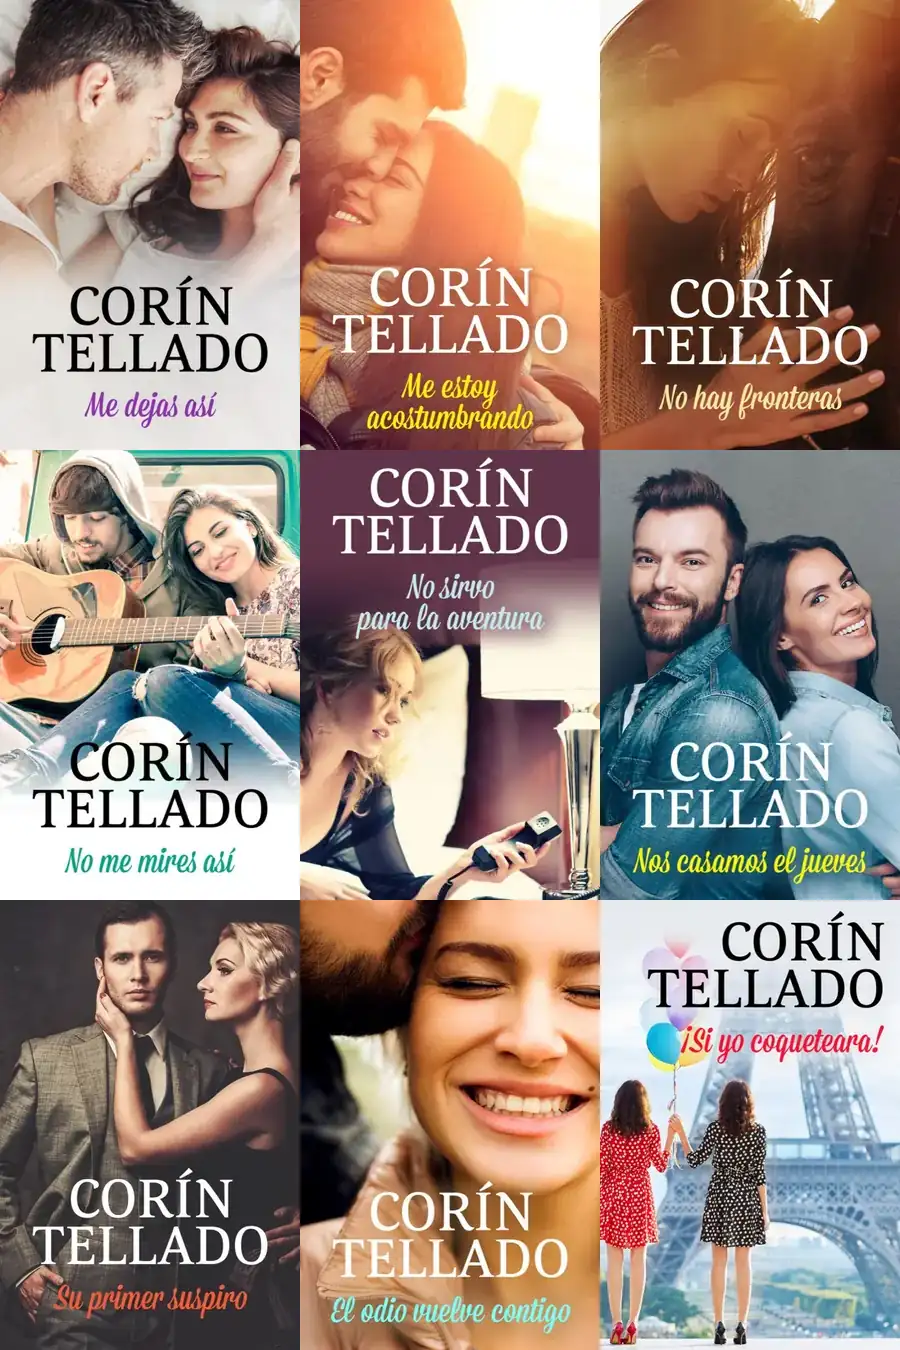 CORÍN
TELLADO
Me dejas así
CORÍN
TELLADO
Me estoy
acostumbrando
CORÍN
TELLADO
No hay fronteras
CORÍN
TELLADO
No me mires así
CORÍN
TELLADO
No sirvo
para la aventura
CORÍN
TELLADO
Nos casamos el jueves
CORÍN
TELLADO
Su primer suspiro
CORÍN
TELLADO
El odio vuelve contigo
CORÍN
TELLADO
¡Si yo coqueteara!